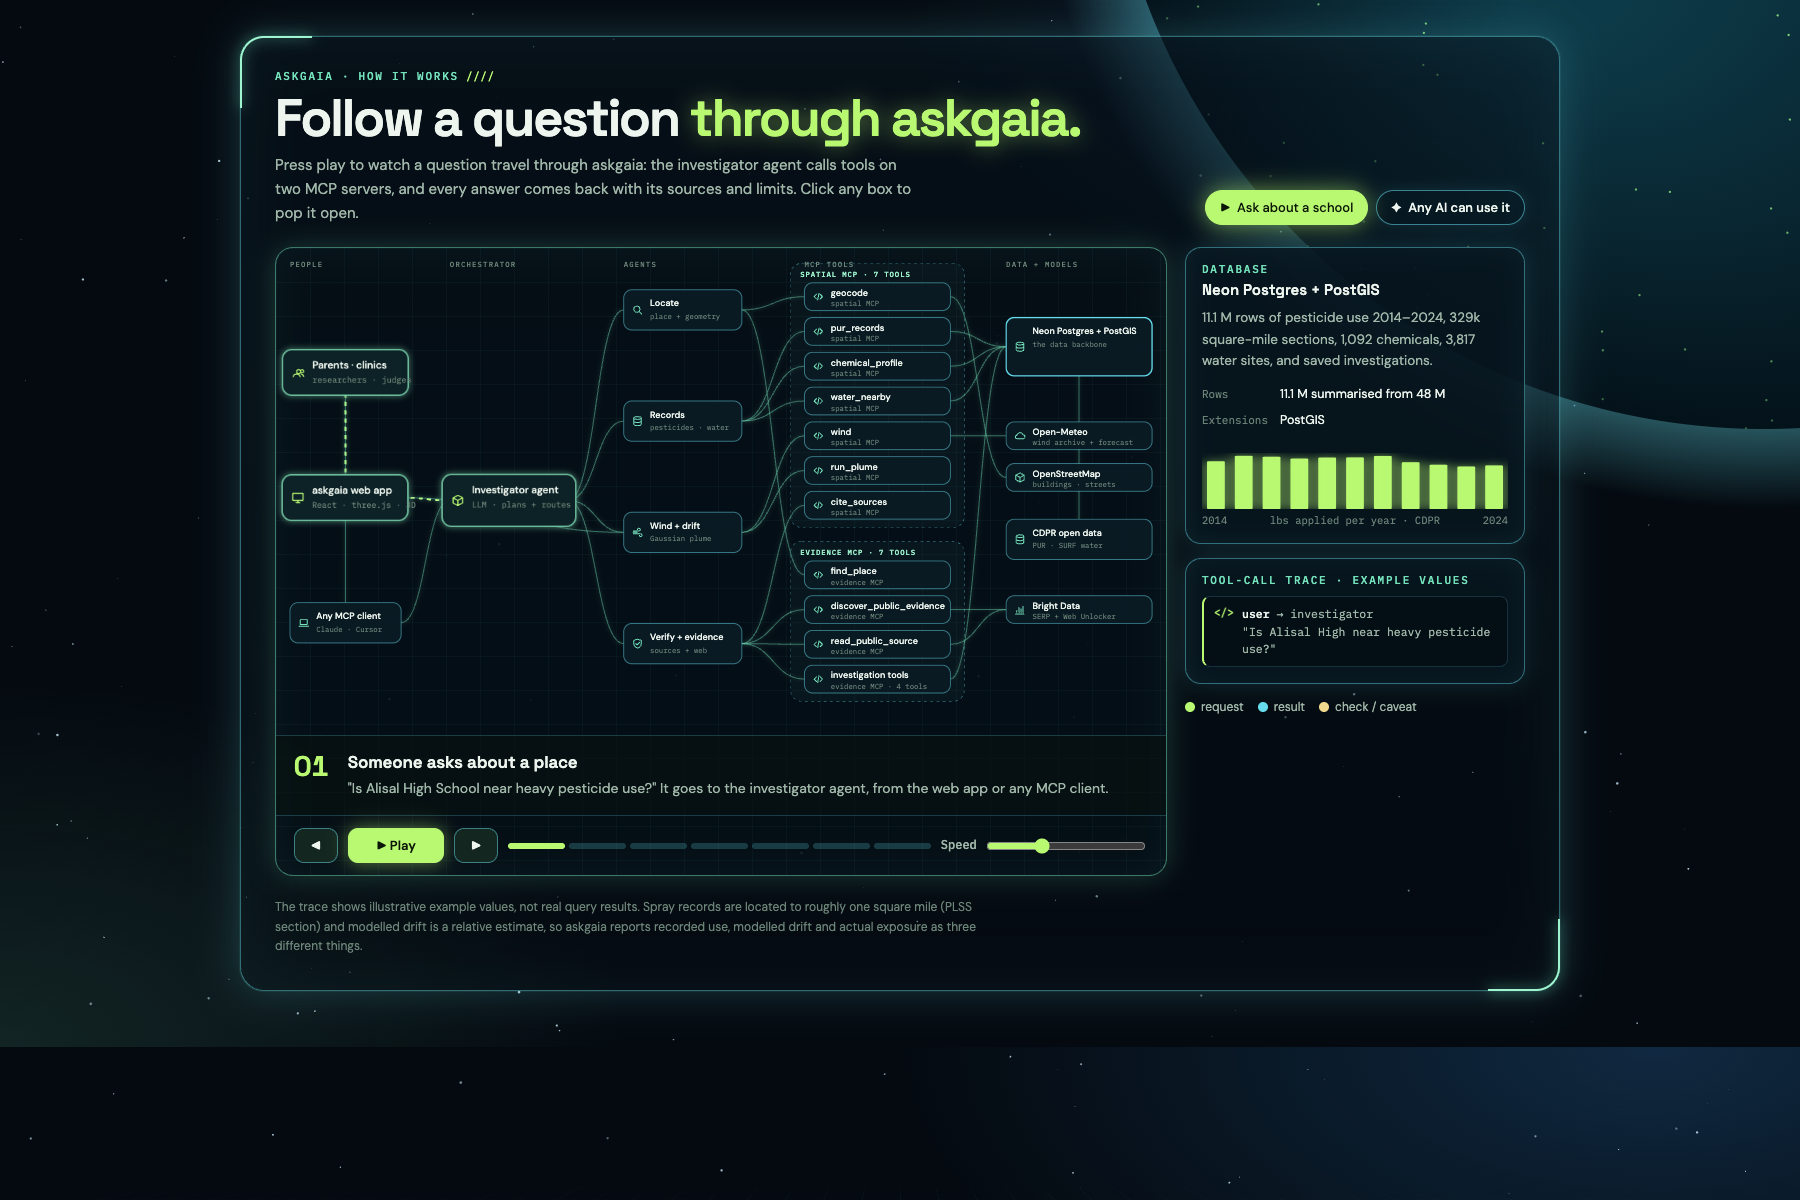 ASKGAIA · HOW IT WORKS ////
Follow a question through askgaia.
Press play to watch a question travel through askgaia: the investigator agent calls tools on
two MCP servers, and every answer comes back with its sources and limits. Click any box to
pop it open.
▶ Ask about a school
✦ Any AI can use it
PEOPLE
ORCHESTRATOR
AGENTS
MCP TOOLS
DATA + MODELS
Parents · clinics
researchers · judges
askgaia web app
React · three.js · 3D
Any MCP client
Claude · Cursor
Investigator agent
LLM · plans + routes
Locate
place + geometry
Records
pesticides · water
Wind + drift
Gaussian plume
Verify + evidence
sources + web
SPATIAL MCP · 7 TOOLS
geocode
spatial MCP
pur_records
spatial MCP
chemical_profile
spatial MCP
water_nearby
spatial MCP
wind
spatial MCP
run_plume
spatial MCP
cite_sources
spatial MCP
EVIDENCE MCP · 7 TOOLS
find_place
evidence MCP
discover_public_evidence
evidence MCP
read_public_source
evidence MCP
investigation tools
evidence MCP · 4 tools
Neon Postgres + PostGIS
the data backbone
Open-Meteo
wind archive + forecast
OpenStreetMap
buildings · streets
CDPR open data
PUR · SURF water
Bright Data
SERP + Web Unlocker
01
Someone asks about a place
"Is Alisal High School near heavy pesticide use?" It goes to the investigator agent, from the web app or any MCP client.
▶ Play
Speed
DATABASE
Neon Postgres + PostGIS
11.1 M rows of pesticide use 2014–2024, 329k
square-mile sections, 1,092 chemicals, 3,817
water sites, and saved investigations.
Rows 11.1 M summarised from 48 M
Extensions PostGIS
2014 lbs applied per year · CDPR 2024
TOOL-CALL TRACE · EXAMPLE VALUES
</> user → investigator
"Is Alisal High near heavy pesticide
use?"
request result check / caveat
The trace shows illustrative example values, not real query results. Spray records are located to roughly one square mile (PLSS
section) and modelled drift is a relative estimate, so askgaia reports recorded use, modelled drift and actual exposure as three
different things.